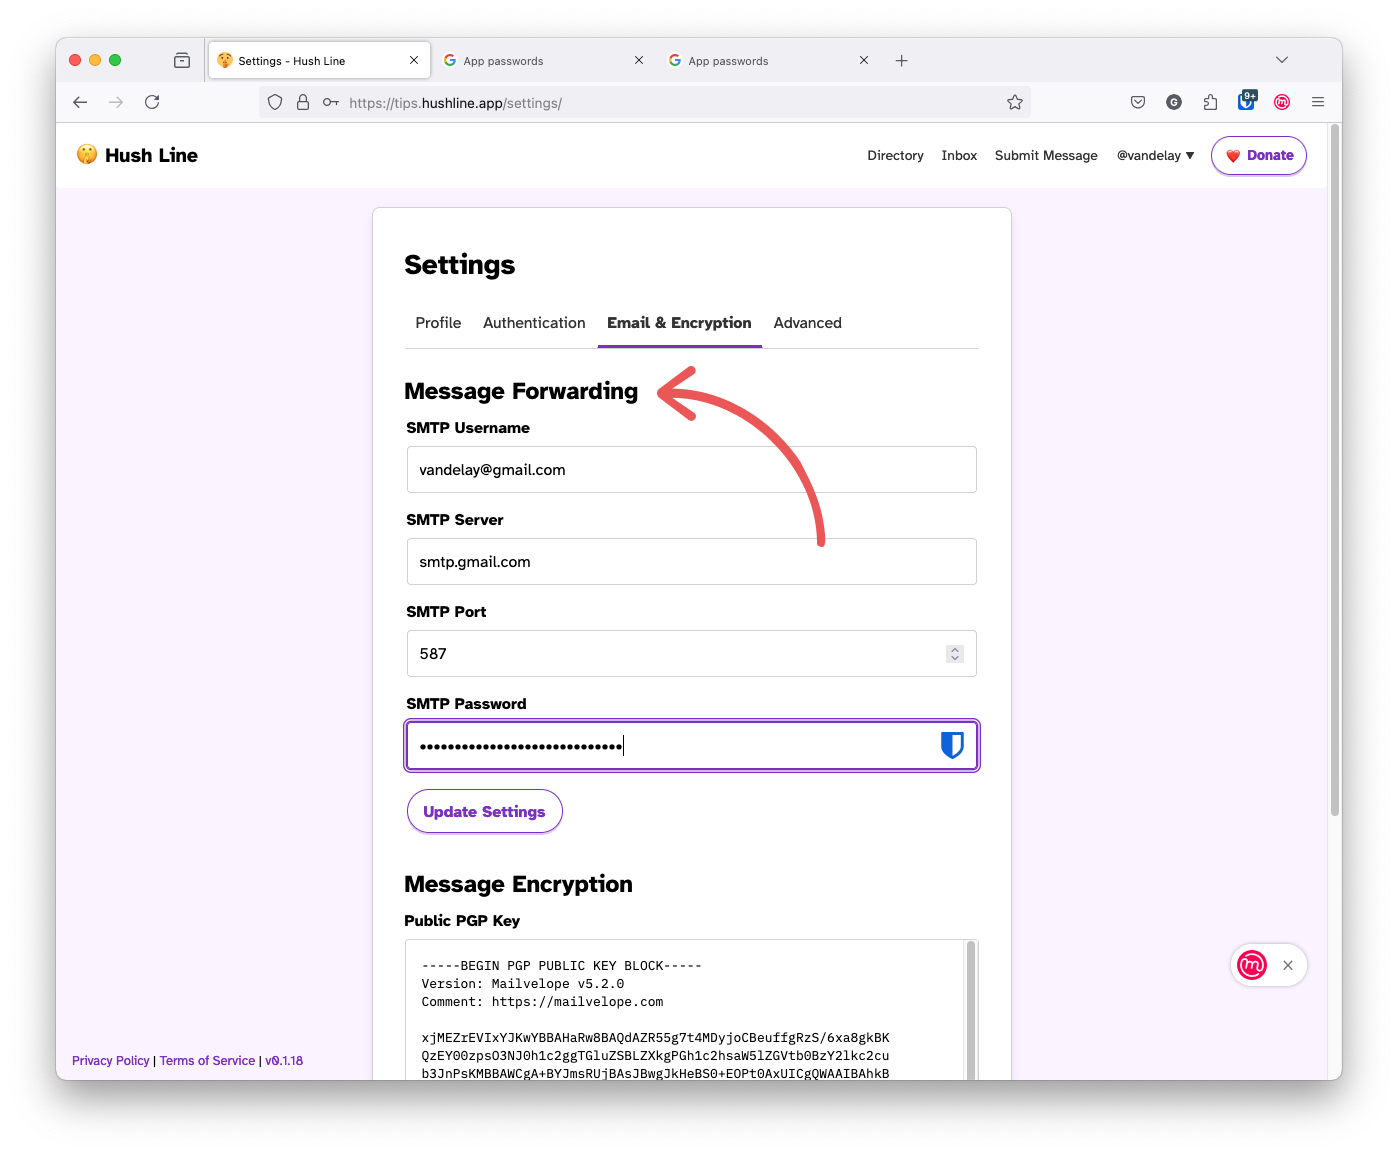 Settings - Hush Line
App passwords
App passwords
https://tips.hushline.app/settings/
G
9+
Hush Line
Directory
Inbox
Submit Message
@vandelay ▼
Donate
Settings
Profile
Authentication
Email & Encryption
Advanced
Message Forwarding
SMTP Username
vandelay@gmail.com
SMTP Server
smtp.gmail.com
SMTP Port
587
SMTP Password
Update Settings
Message Encryption
Public PGP Key
-----BEGIN PGP PUBLIC KEY BLOCK-----
Version: Mailvelope v5.2.0
Comment: https://mailvelope.com
xjMEZrEVIxYJKwYBBAHaRw8BAQdAZR55g7t4MDyjoCBeuffgRzS/6xa8gkBK
QzEY00zpsO3NJ0h1c2ggTGluZSBLZXkgPGh1c2hsaW5lZGVtb0BzY2lkc2cu
b3JnPsKMBBAWCgA+BYJmsRUjBAsJBwgJkHeBS0+EOPt0AxUICgQWAAIBAhkB
Privacy Policy | Terms of Service | v0.1.18